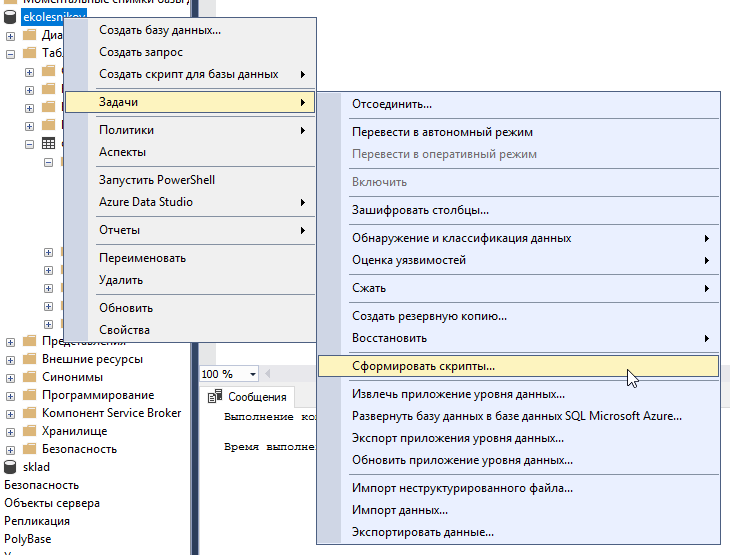 Моментальные снимки базы
ekolesnikov
Создать базу данных...
Создать запрос
Создать скрипт для базы данных
Задачи
Политики
Аспекты
Запустить PowerShell
Azure Data Studio
Отчеты
Переименовать
Удалить
Обновить
Свойства
Отсоединить...
Перевести в автономный режим
Перевести в оперативный режим
Включить
Зашифровать столбцы...
Обнаружение и классификация данных
Оценка уязвимостей
Сжать
Создать резервную копию...
Восстановить
Сформировать скрипты...
Извлечь приложение уровня данных...
Развернуть базу данных в базе данных SQL Microsoft Azure...
Экспорт приложения уровня данных...
Обновить приложение уровня данных...
Импорт неструктурированного файла...
Импорт данных...
Экспортировать данные...
Представления
Внешние ресурсы
Синонимы
Программирование
Компонент Service Broker
Хранилище
Безопасность
sklad
Безопасность
Объекты сервера
Репликация
PolyBase
100 %
Сообщения
Выполнение
Время